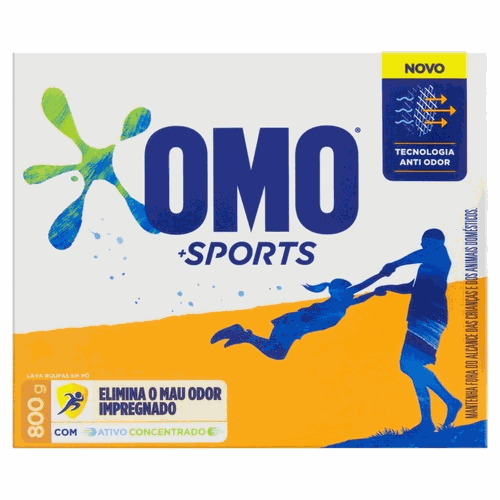 NOVO
TECNOLOGIA
ANTI ODOR
OMO®
+SPORTS
MANTENHA FORA DO ALCANCE DAS CRIANÇAS E DOS ANIMAIS DOMÉSTICOS.
LAVA ROUPAS EM PÓ
800g
ELIMINA O MAU ODOR
IMPREGNADO
COM ATIVO CONCENTRADO